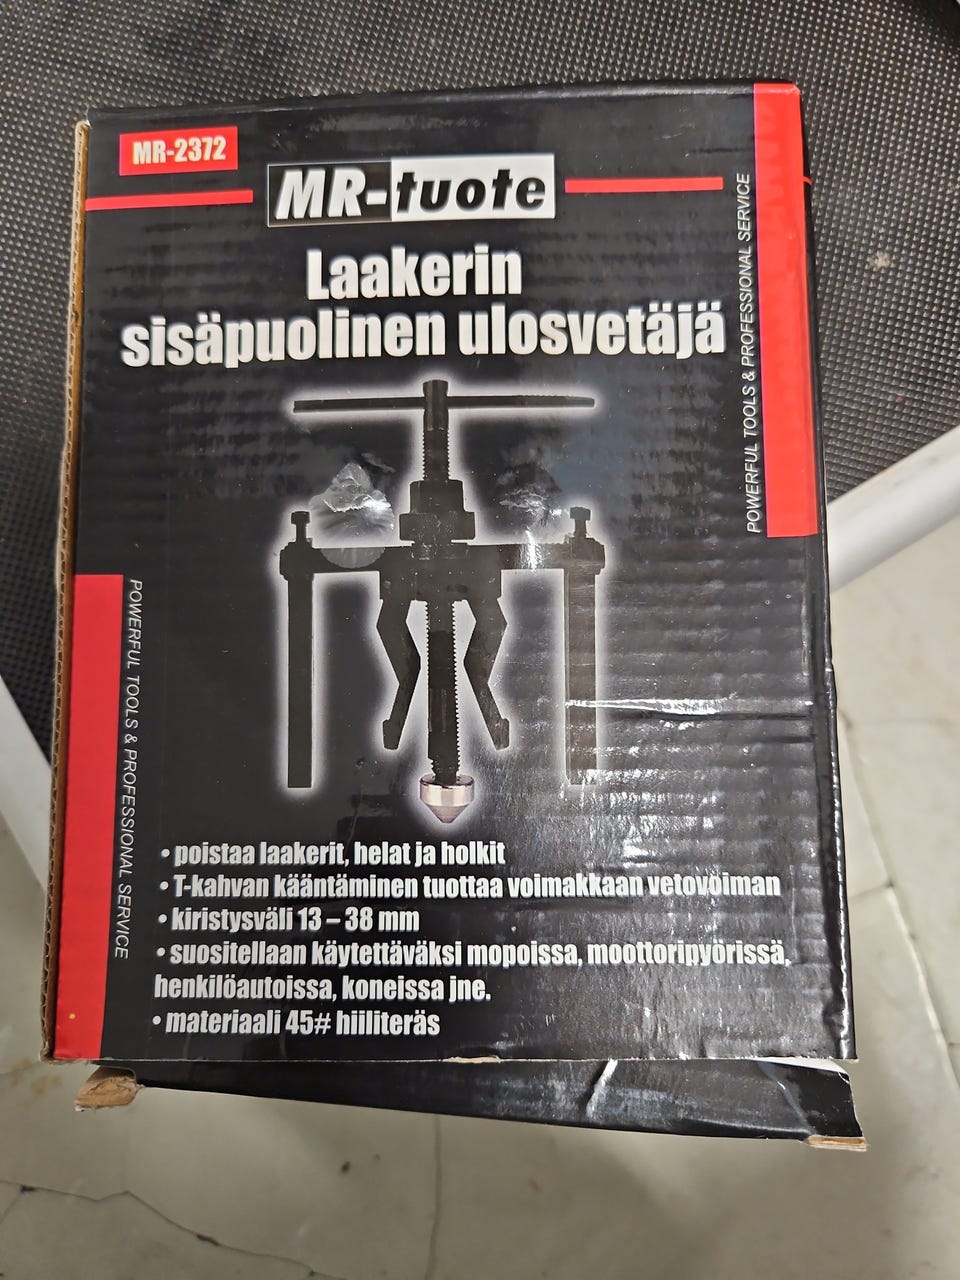 MR-2372
MR-tuote
Laakerin
sisäpuolinen ulosvetäjä
POWERFUL TOOLS & PROFESSIONAL SERVICE
POWERFUL TOOLS & PROFESSIONAL SERVICE
• poistaa laakerit, helat ja holkit
• T-kahvan kääntäminen tuottaa voimakkaan vetovoiman
• kiristysväli 13 – 38 mm
• suositellaan käytettäväksi mopoissa, moottoripyörissä,
henkilöautoissa, koneissa jne.
• materiaali 45# hiiliteräs